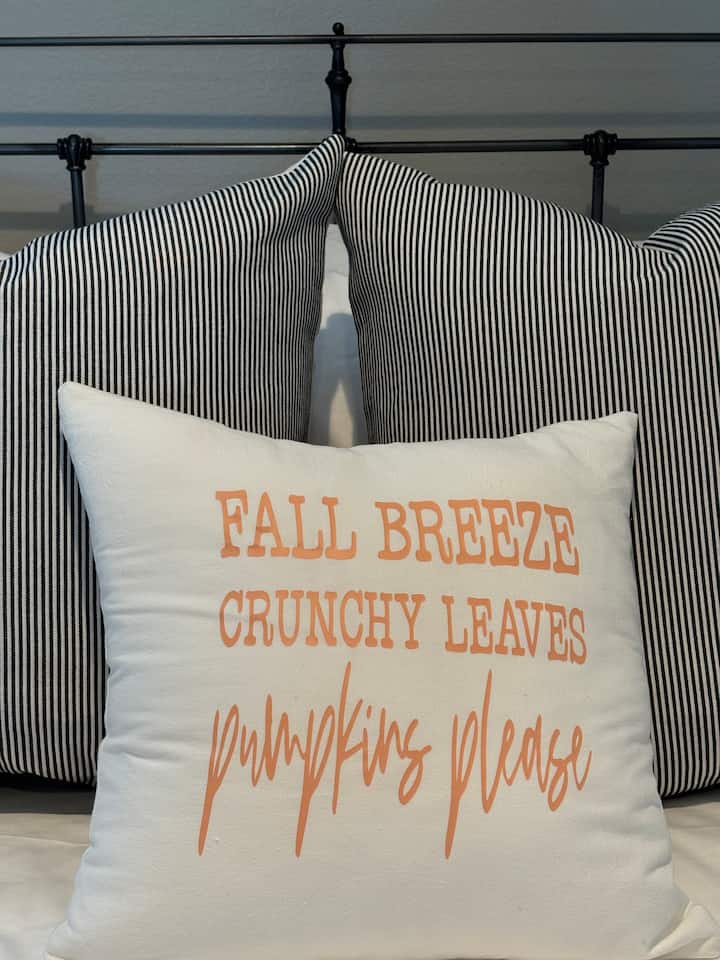 FALL BREEZE
CRUNCHY LEAVES
pumpkins please